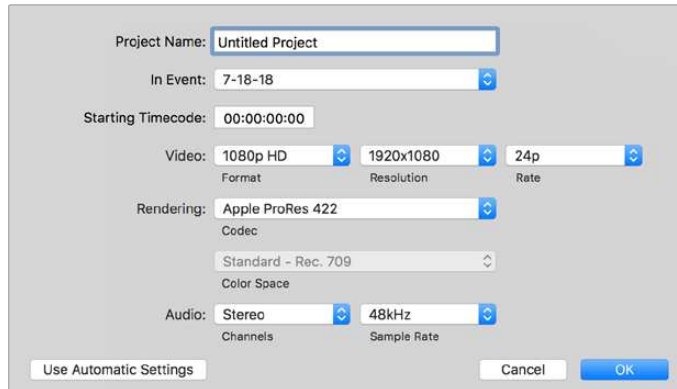 Project Name: Untitled Project
In Event: 7-18-18
Starting Timecode: 00:00:00:00
Video: 1080p HD 1920x1080 24p
Format Resolution Rate
Rendering: Apple ProRes 422
Codec
Standard - Rec. 709
Color Space
Audio: Stereo 48kHz
Channels Sample Rate
Use Automatic Settings Cancel OK